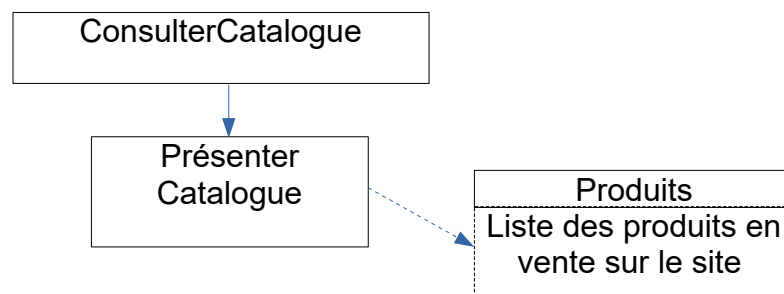 ConsulterCatalogue
Présenter
Catalogue
Produits
Liste des produits en
vente sur le site